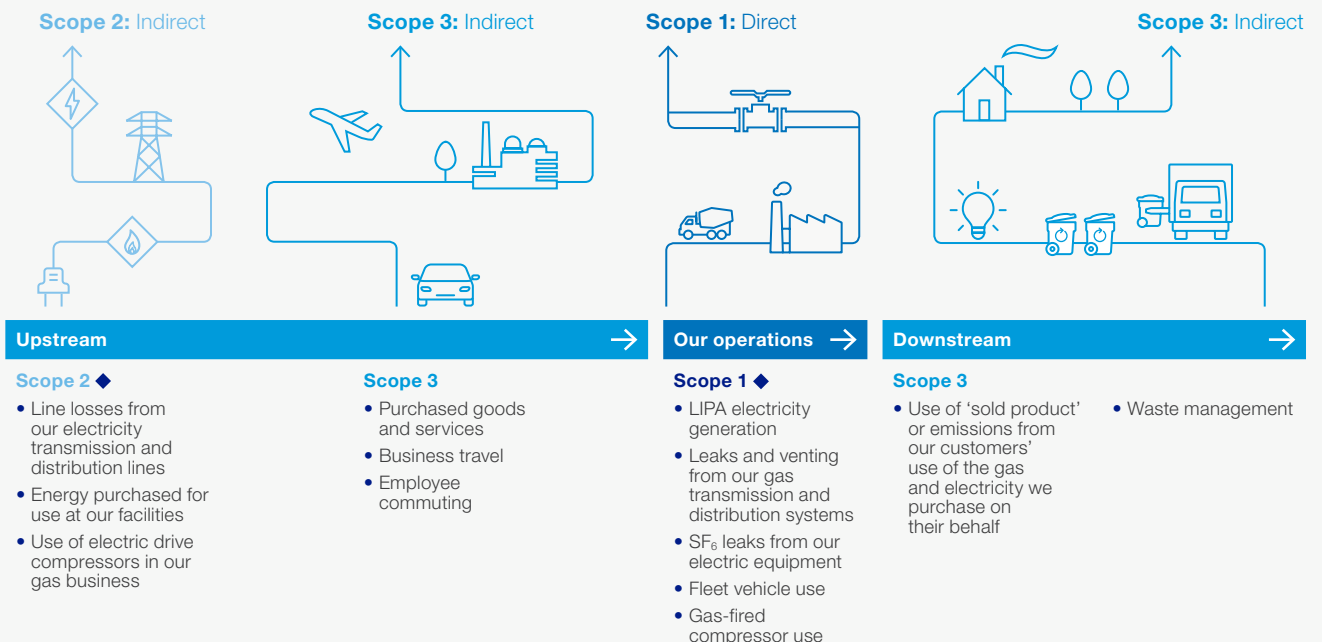 Scope 2: Indirect
Scope 3: Indirect
Scope 1: Direct
Scope 3: Indirect
Upstream
Our operations
Downstream
Scope 2 ◆
• Line losses from
our electricity
transmission and
distribution lines
• Energy purchased for
use at our facilities
• Use of electric drive
compressors in our
gas business
Scope 3
• Purchased goods
and services
• Business travel
• Employee
commuting
Scope 1 ◆
• LIPA electricity
generation
• Leaks and venting
from our gas
transmission and
distribution systems
• SF₆ leaks from our
electric equipment
• Fleet vehicle use
• Gas-fired
compressor use
Scope 3
• Use of ‘sold product’
or emissions from
our customers’
use of the gas
and electricity we
purchase on
their behalf
• Waste management